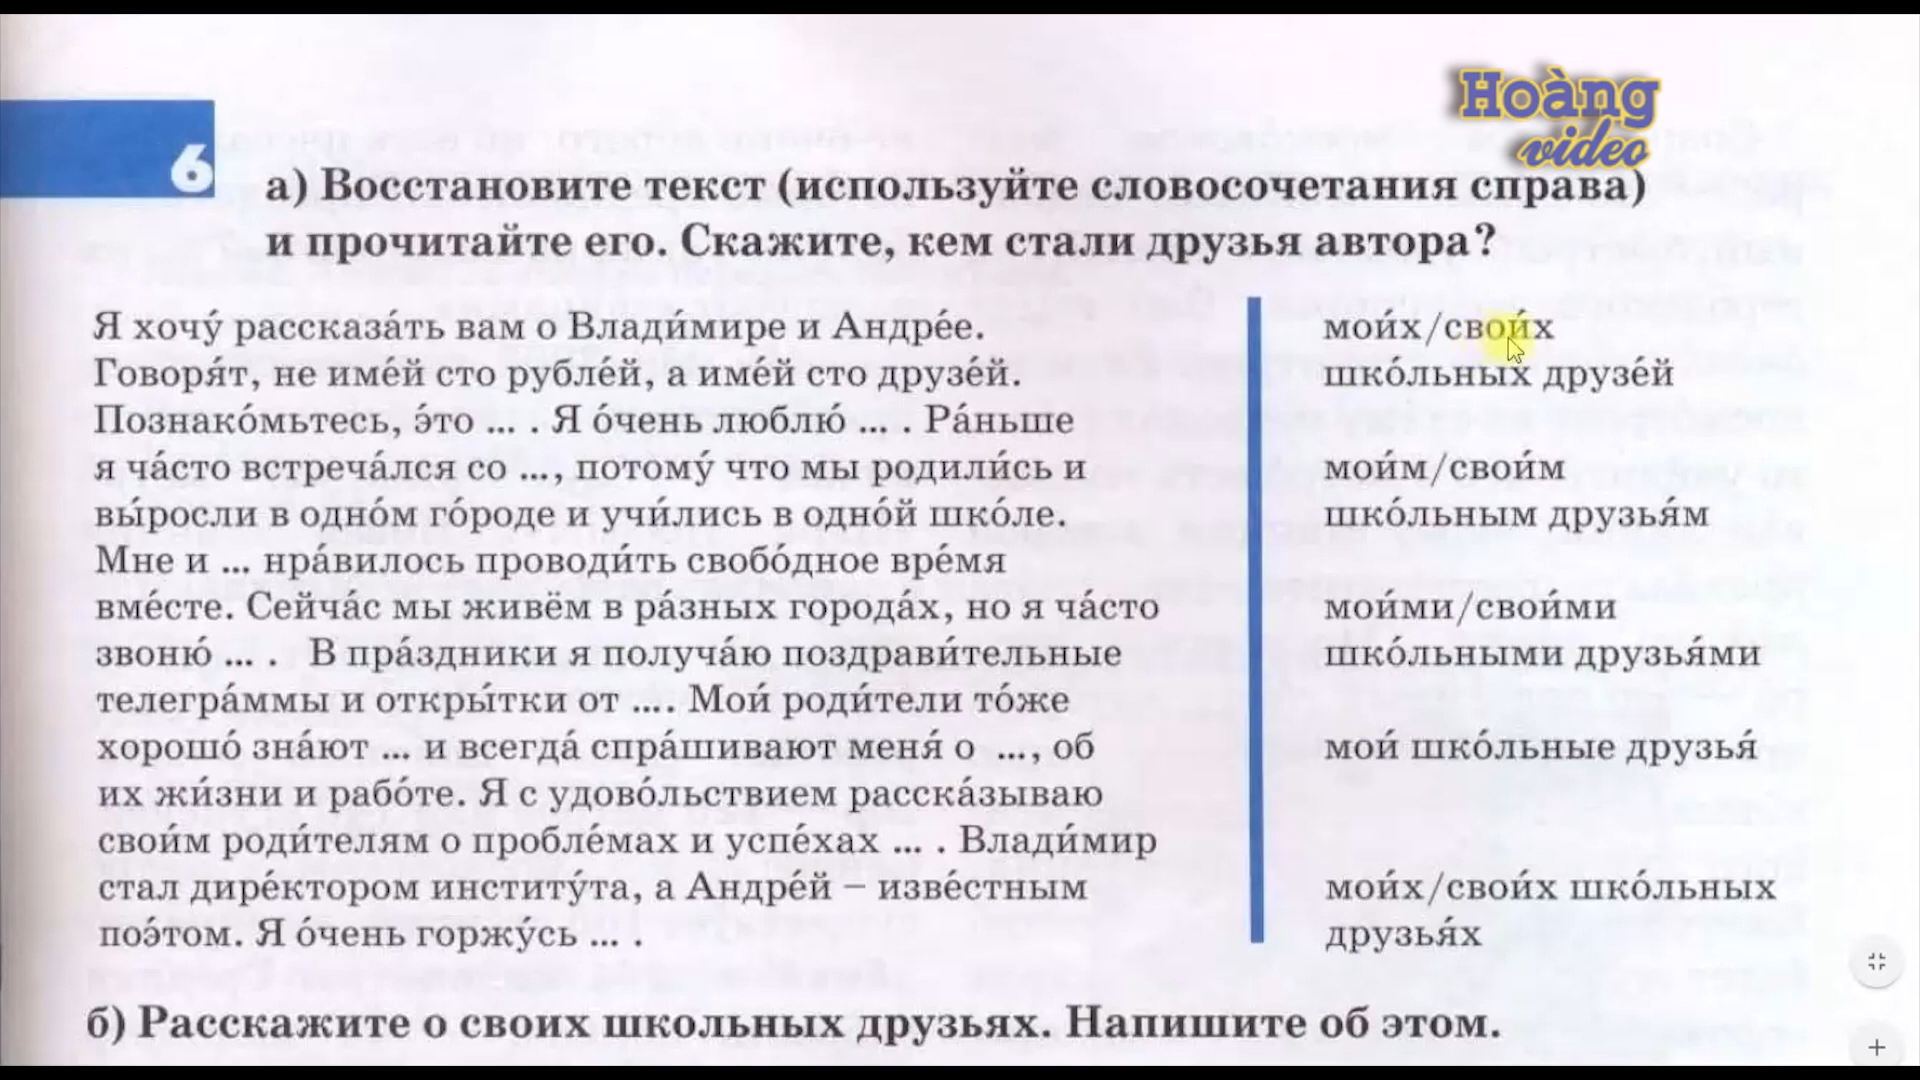 Hoàng
video
6
а) Восстановите текст (используйте словосочетания справа)
и прочитайте его. Скажите, кем стали друзья автора?
Я хочу́ рассказа́ть вам о Влади́мире и Андре́е.
Говоря́т, не име́й сто рубле́й, а име́й сто друзе́й.
Познако́мьтесь, э́то ... . Я о́чень люблю́ ... . Ра́ньше
я ча́сто встреча́лся со ..., потому́ что мы родили́сь и
вы́росли в одно́м го́роде и учи́лись в одно́й шко́ле.
Мне и ... нра́вилось проводи́ть свобо́дное вре́мя
вме́сте. Сейча́с мы живём в ра́зных города́х, но я ча́сто
звоню́ ... . В пра́здники я получа́ю поздрави́тельные
телегра́ммы и откры́тки от .... Мои́ роди́тели то́же
хорошо́ зна́ют ... и всегда́ спра́шивают меня́ о ..., об
их жи́зни и рабо́те. Я с удово́льствием расска́зываю
свои́м роди́телям о пробле́мах и успе́хах ... . Влади́мир
стал дире́ктором институ́та, а Андре́й – изве́стным
поэ́том. Я о́чень горжу́сь ... .
мои́х/свои́х
шко́льных друзе́й
мои́м/свои́м
шко́льным друзья́м
мои́ми/свои́ми
шко́льными друзья́ми
мои́ шко́льные друзья́
мои́х/свои́х шко́льных
друзья́х
б) Расскажите о своих школьных друзьях. Напишите об этом.